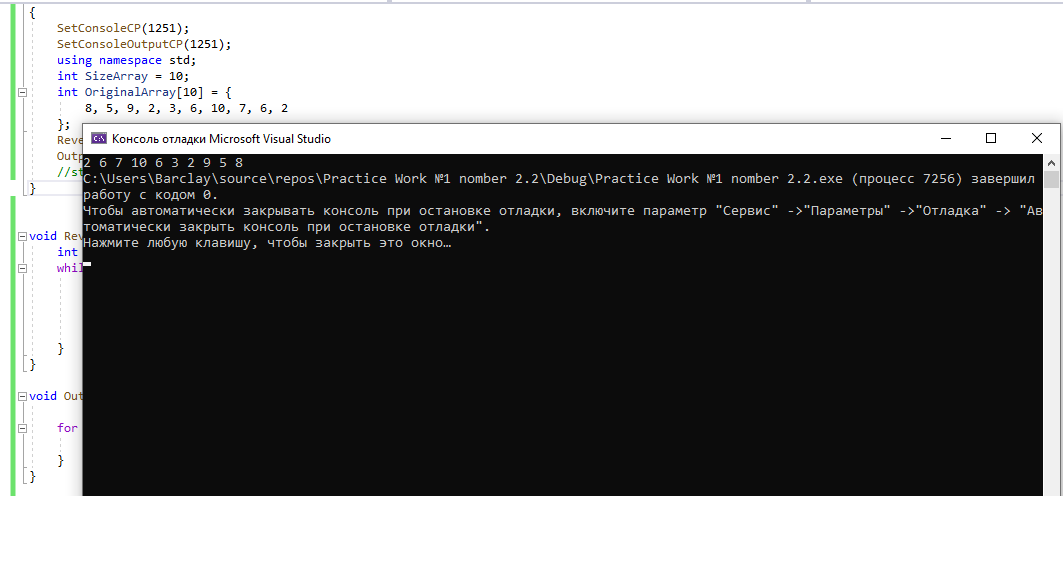 {
SetConsoleCP(1251);
SetConsoleOutputCP(1251);
using namespace std;
int SizeArray = 10;
int OriginalArray[10] = {
8, 5, 9, 2, 3, 6, 10, 7, 6, 2
};
Reve
Outp
//st
}
void Rev
int
whil
}
}
void Out
for
}
}
Консоль отладки Microsoft Visual Studio
2 6 7 10 6 3 2 9 5 8
C:\Users\Barclay\source\repos\Practice Work №1 nomber 2.2\Debug\Practice Work №1 nomber 2.2.exe (процесс 7256) завершил
работу с кодом 0.
Чтобы автоматически закрывать консоль при остановке отладки, включите параметр "Сервис" ->"Параметры" ->"Отладка" -> "Ав
томатически закрыть консоль при остановке отладки".
Нажмите любую клавишу, чтобы закрыть это окно…